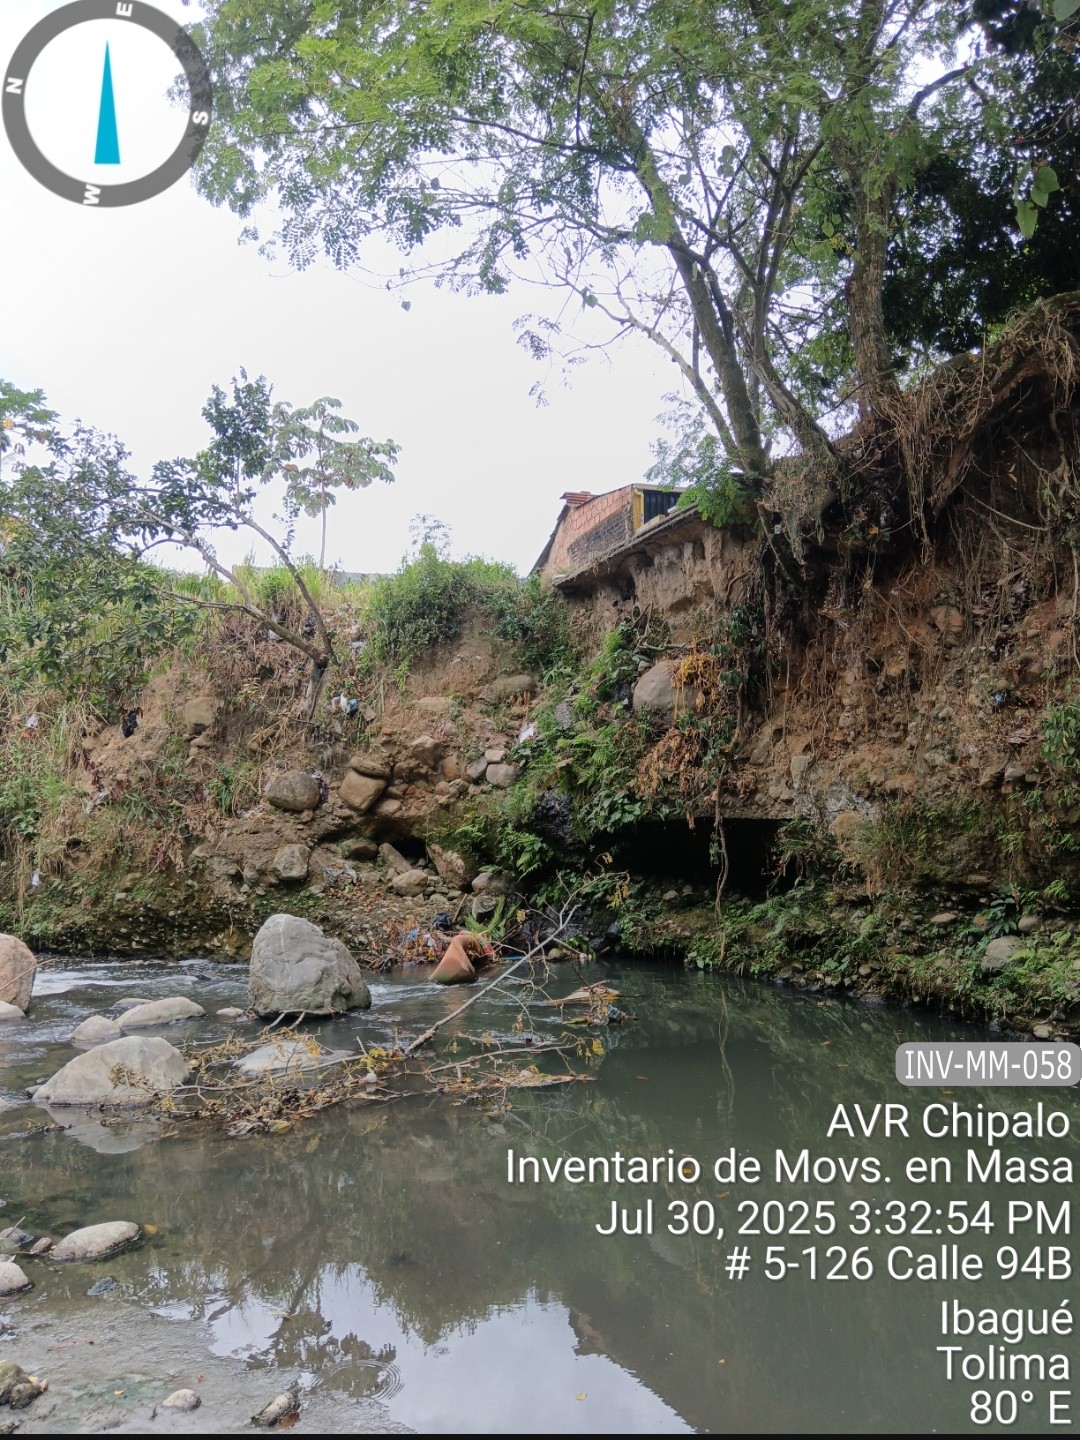 E
N
S
W
INV-MM-058
AVR Chipalo
Inventario de Movs. en Masa
Jul 30, 2025 3:32:54 PM
# 5-126 Calle 94B
Ibagué
Tolima
80° E